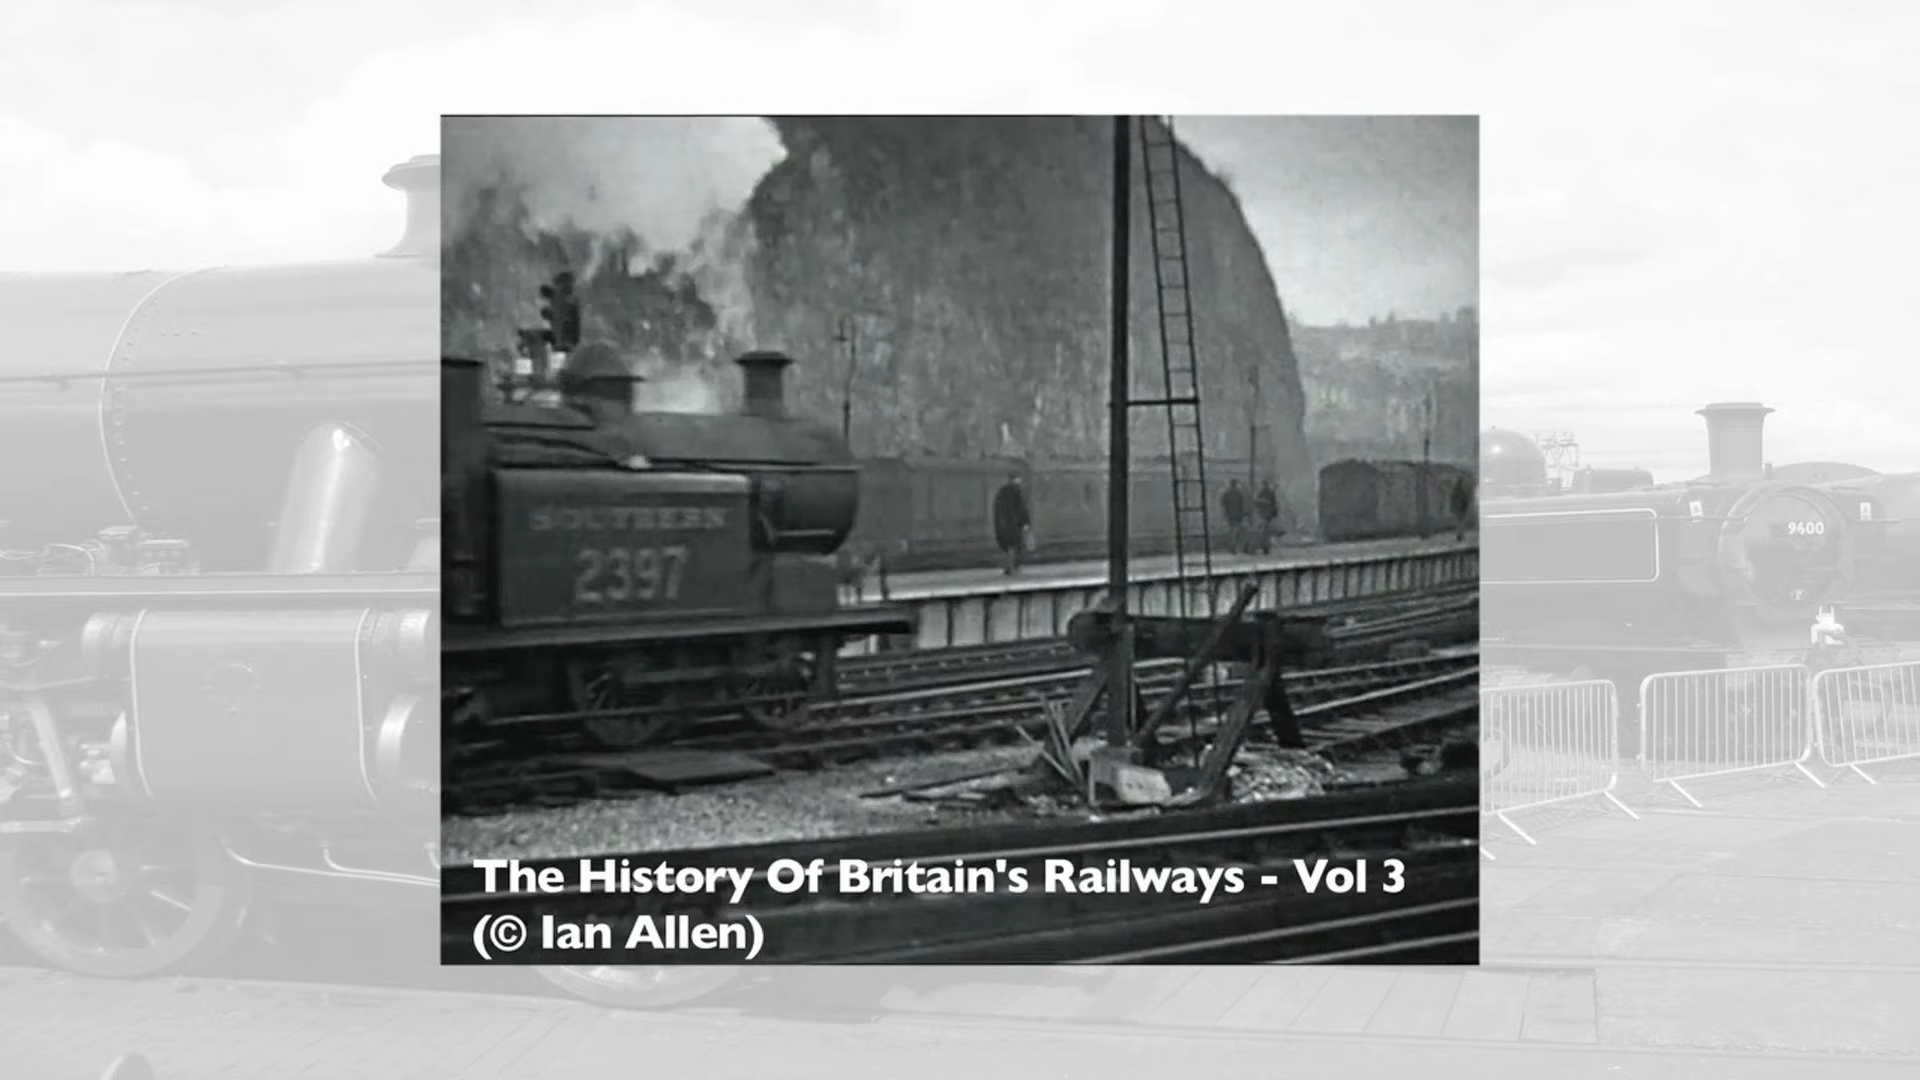 SOUTHERN
2397
9600
The History Of Britain's Railways - Vol 3
(© Ian Allen)